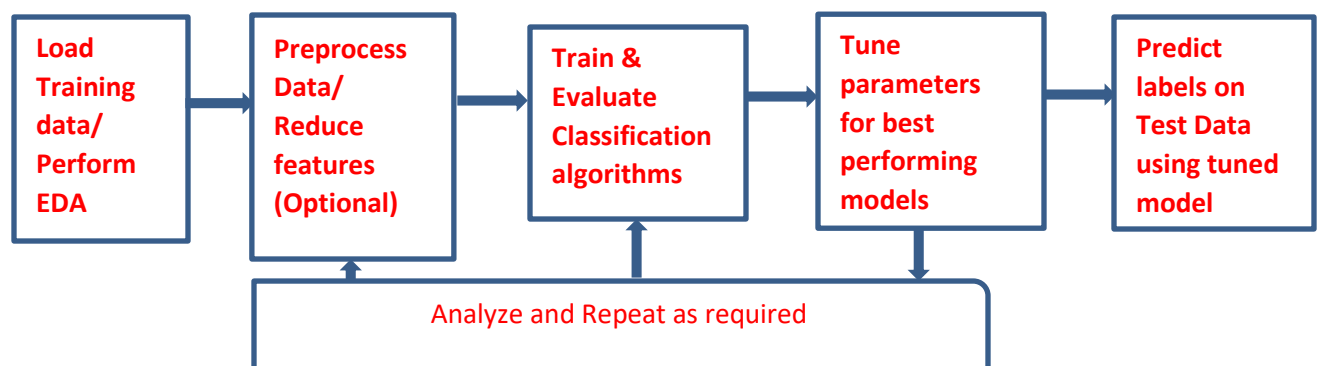 Load
Training
data/
Perform
EDA
Preprocess
Data/
Reduce
features
(Optional)
Train &
Evaluate
Classification
algorithms
Tune
parameters
for best
performing
models
Predict
labels on
Test Data
using tuned
model
Analyze and Repeat as required